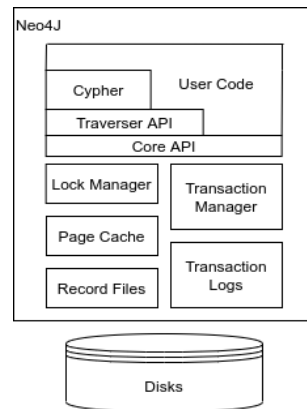 Neo4J
User Code
Cypher
Traverser API
Core API
Lock Manager
Transaction
Manager
Page Cache
Transaction
Logs
Record Files
Disks